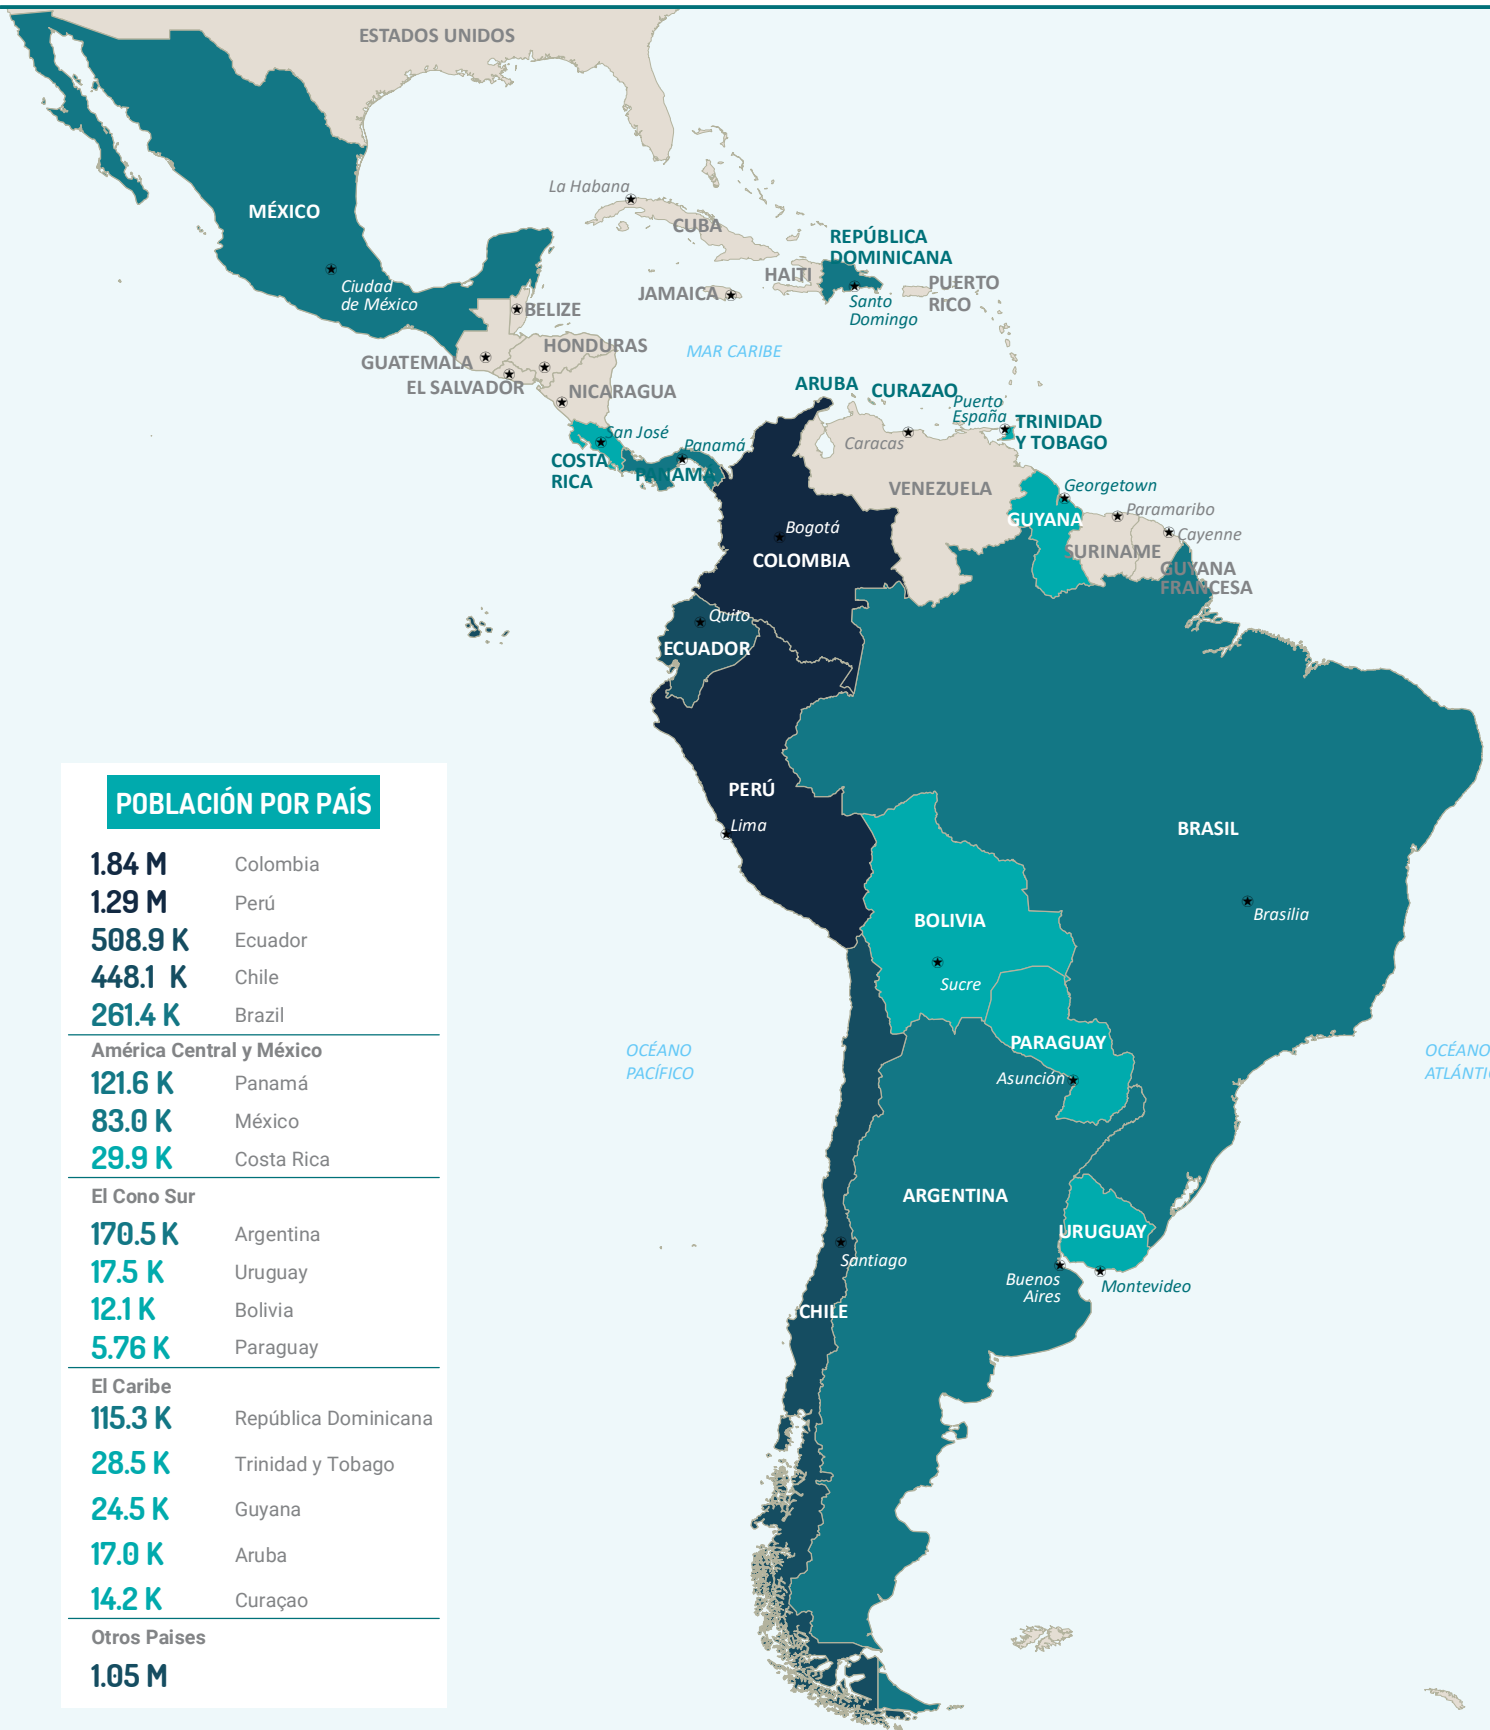 ESTADOS UNIDOS
La Habana
MÉXICO
CUBA
REPÚBLICA
DOMINICANA
HAITI
Ciudad
de México
JAMAICA
PUERTO
RICO
Santo
Domingo
BELIZE
HONDURAS
MAR CARIBE
GUATEMALA
EL SALVADOR
NICARAGUA
ARUBA
CURAZAO
Puerto
España
TRINIDAD
Y TOBAGO
San José
Panamá
Caracas
COSTA
RICA
PANAMÁ
VENEZUELA
Georgetown
GUYANA
Paramaribo
Cayenne
Bogotá
COLOMBIA
SURINAME
GUYANA
FRANCESA
Quito
ECUADOR
PERÚ
Lima
BRASIL
Brasilia
BOLIVIA
Sucre
PARAGUAY
Asunción
OCÉANO
PACÍFICO
OCÉANO
ARGENTINA
URUGUAY
Santiago
Buenos
Aires
Montevideo
CHILE
POBLACIÓN POR PAÍS
1.84 M Colombia
1.29 M Perú
508.9 K Ecuador
448.1 K Chile
261.4 K Brazil
América Central y México
121.6 K Panamá
83.0 K México
29.9 K Costa Rica
El Cono Sur
170.5 K Argentina
17.5 K Uruguay
12.1 K Bolivia
5.76 K Paraguay
El Caribe
115.3 K República Dominicana
28.5 K Trinidad y Tobago
24.5 K Guyana
17.0 K Aruba
14.2 K Curaçao
Otros Paises
1.05 M